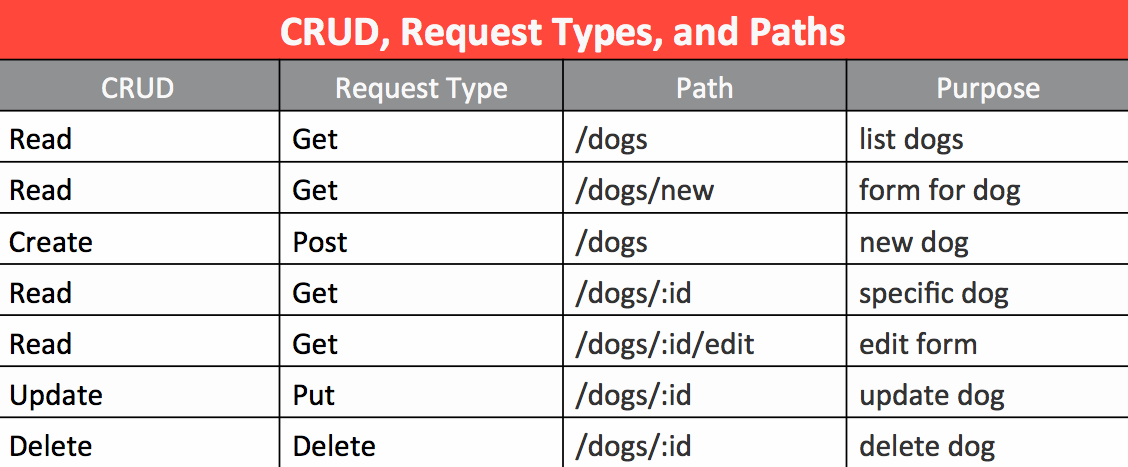 CRUD, Request Types, and Paths
CRUD Request Type Path Purpose
Read Get /dogs list dogs
Read Get /dogs/new form for dog
Create Post /dogs new dog
Read Get /dogs/:id specific dog
Read Get /dogs/:id/edit edit form
Update Put /dogs/:id update dog
Delete Delete /dogs/:id delete dog